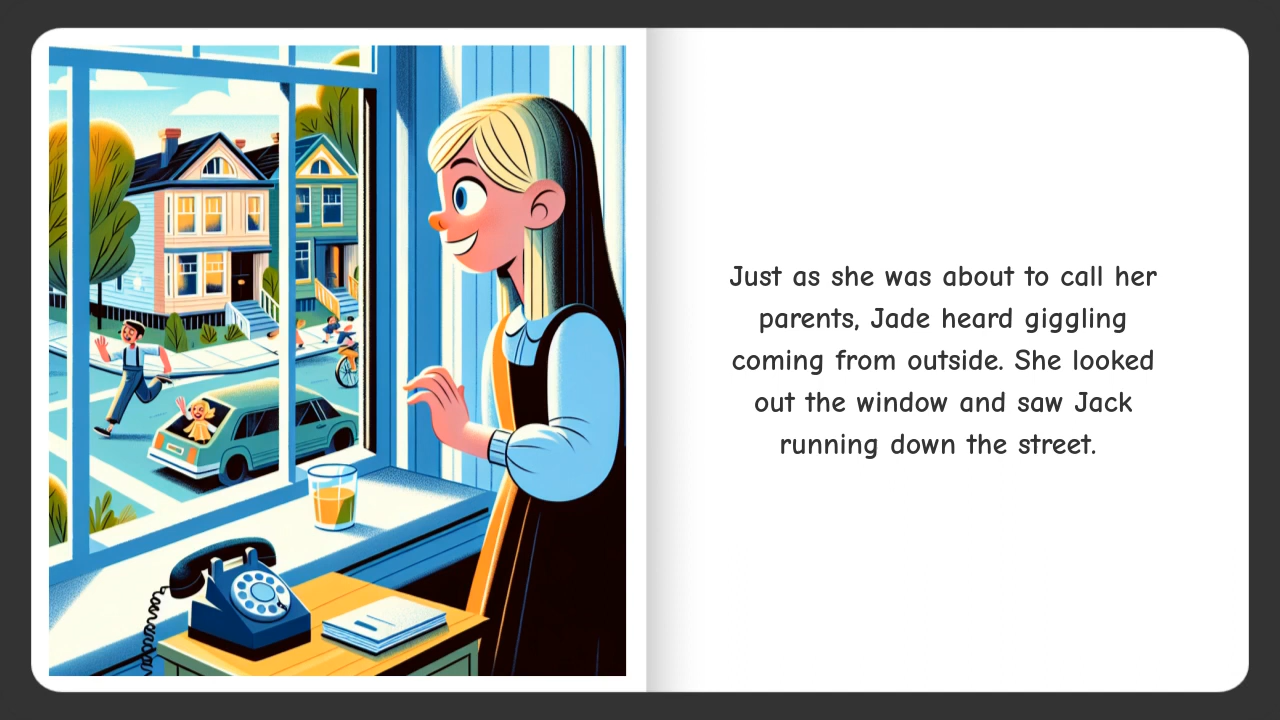 Just as she was about to call her
parents, Jade heard giggling
coming from outside. She looked
out the window and saw Jack
running down the street.